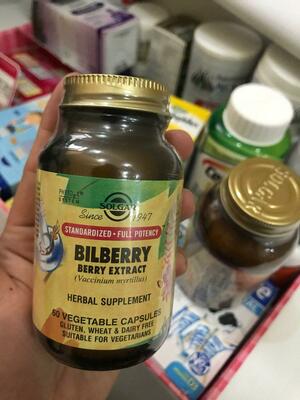 SOLGAR
Since 1947
STANDARDIZED • FULL POTENCY
BILBERRY
BERRY EXTRACT
(Vaccinium myrtillus)
HERBAL SUPPLEMENT
60 VEGETABLE CAPSULES
GLUTEN, WHEAT & DAIRY FREE
SUITABLE FOR VEGETARIANS